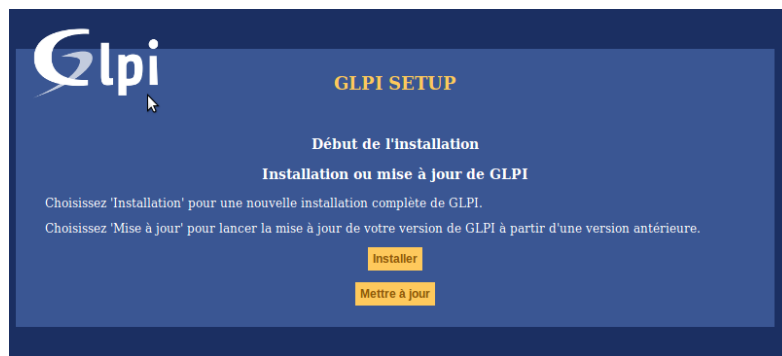 Glpi
GLPI SETUP
Début de l'installation
Installation ou mise à jour de GLPI
Choisissez 'Installation' pour une nouvelle installation complète de GLPI.
Choisissez 'Mise à jour' pour lancer la mise à jour de votre version de GLPI à partir d'une version antérieure.
Installer
Mettre à jour